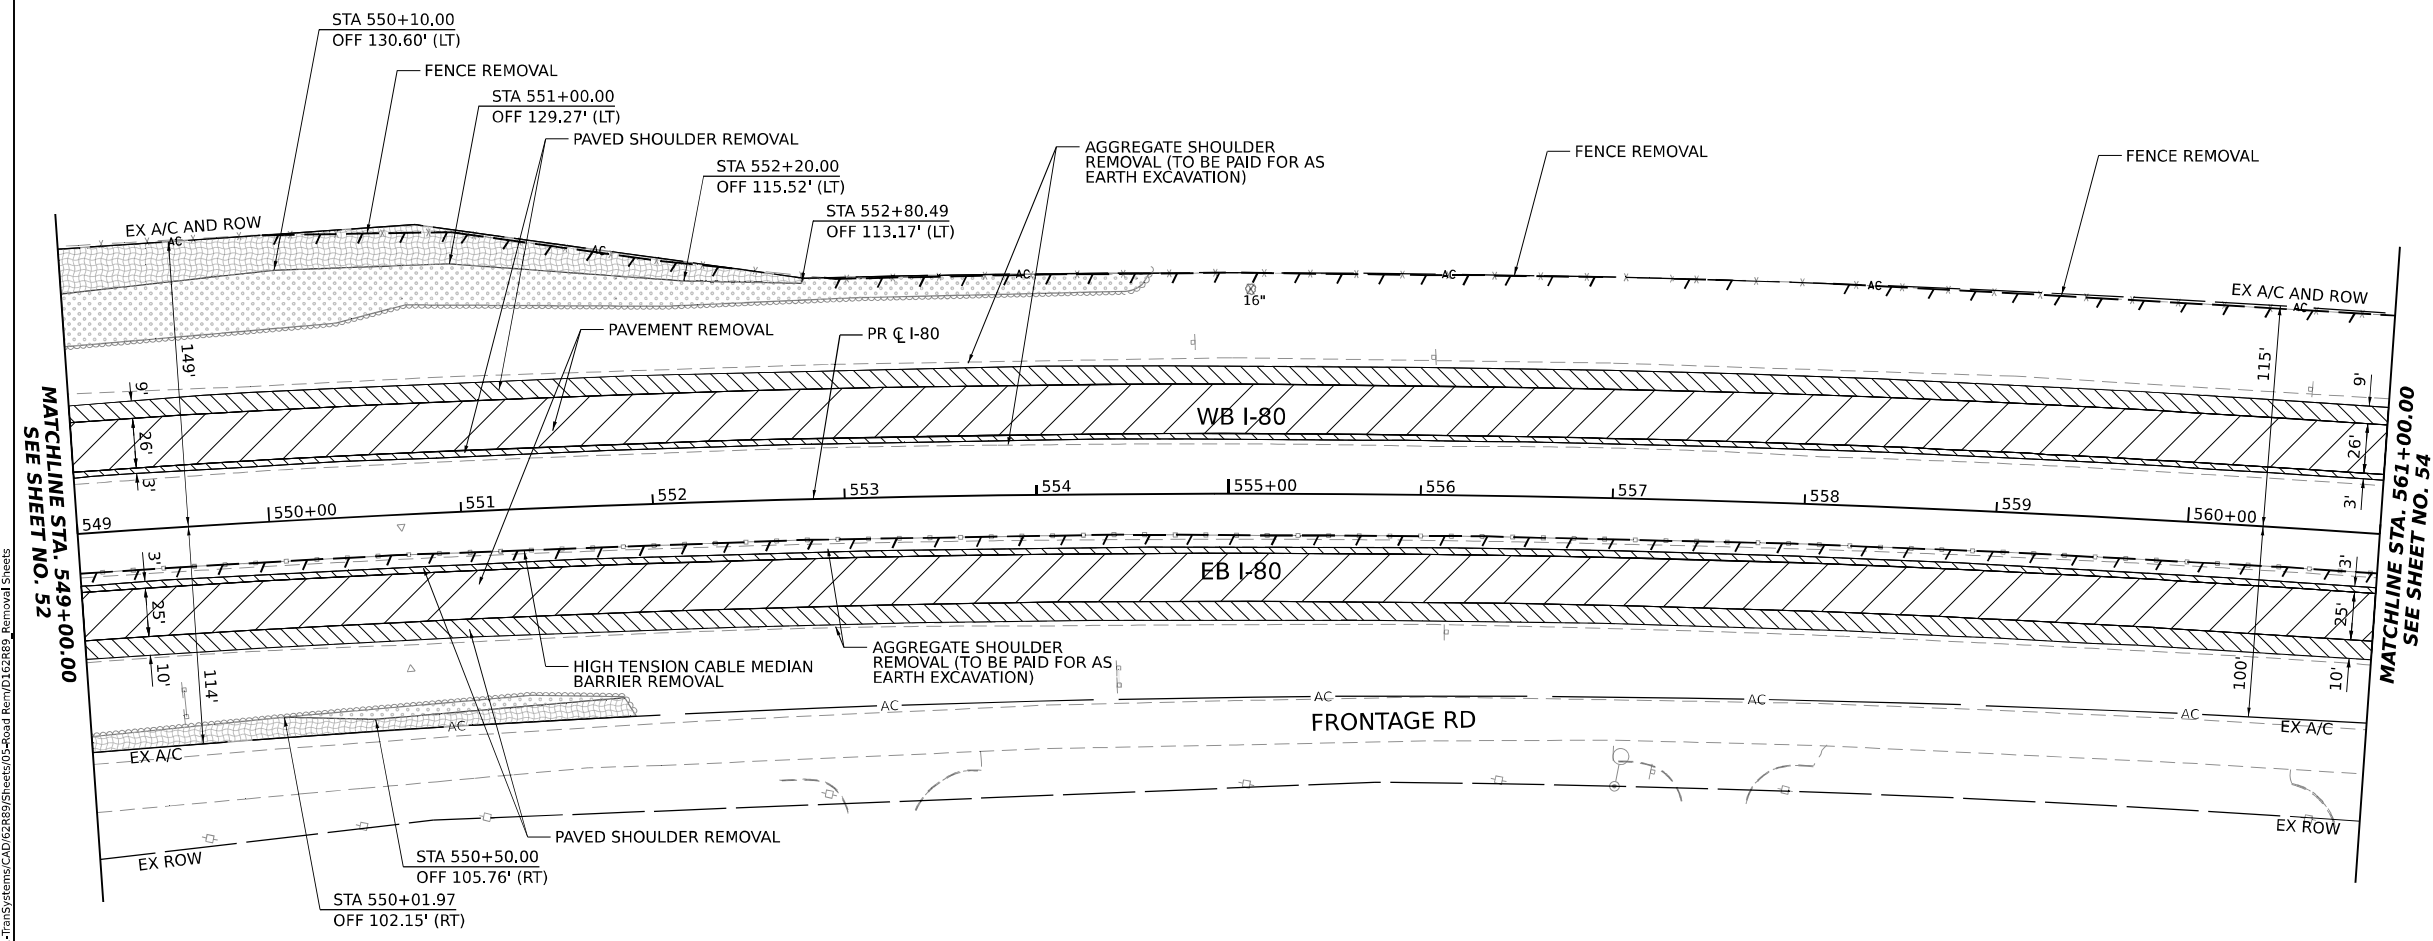 STA 550+10.00
OFF 130.60' (LT)
FENCE REMOVAL
STA 551+00.00
OFF 129.27' (LT)
PAVED SHOULDER REMOVAL
STA 552+20.00
OFF 115.52' (LT)
STA 552+80.49
OFF 113.17' (LT)
AGGREGATE SHOULDER
REMOVAL (TO BE PAID FOR AS
EARTH EXCAVATION)
FENCE REMOVAL
FENCE REMOVAL
EX A/C AND ROW
AC
AC
AC
AC
AC
EX A/C AND ROW
AC
16"
PAVEMENT REMOVAL
PR ℄ I-80
149'
115'
9'
26'
3'
9'
26'
3'
WB I-80
MATCHLINE STA. 549+00.00
SEE SHEET NO. 52
MATCHLINE STA. 561+00.00
SEE SHEET NO. 54
549
550+00
551
552
553
554
555+00
556
557
558
559
560+00
3'
25'
10'
114'
3'
25'
10'
100'
EB I-80
HIGH TENSION CABLE MEDIAN
BARRIER REMOVAL
AGGREGATE SHOULDER
REMOVAL (TO BE PAID FOR AS
EARTH EXCAVATION)
AC
AC
AC
AC
AC
EX A/C
EX A/C
FRONTAGE RD
PAVED SHOULDER REMOVAL
EX ROW
EX ROW
STA 550+50.00
OFF 105.76' (RT)
STA 550+01.97
OFF 102.15' (RT)
-TranSystems/CAD/62R89/Sheets/05-Road Rem/D162R89_Removal Sheets